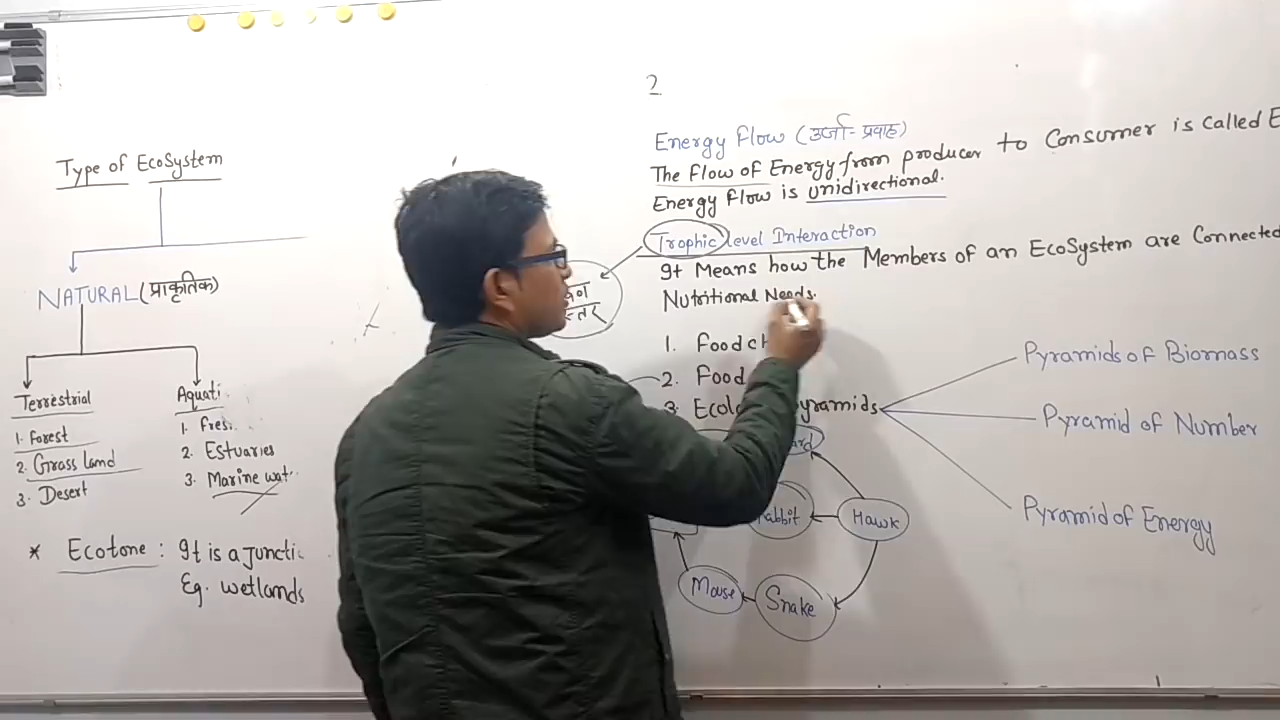 2
Type of EcoSystem
NATURAL (प्राकृतिक)
Terrestrial
1. Forest
2. Grass land
3. Desert
Aquati
1. Fres
2. Estuaries
3. Marine wat
* Ecotone : It is a Juncti
Eg. wetlands
Energy Flow (उर्जा- प्रवाह)
The Flow of Energy from producer to Consumer is called E
Energy Flow is unidirectional.
Trophic level Interaction
It Means how the Members of an EcoSystem are Connected
Nutritional Needs.
1. Food ch
2. Food
3. Ecolo yramids
Pyramids of Biomass
Pyramid of Number
Pyramid of Energy
Rabbit
Hawk
Mouse
Snake